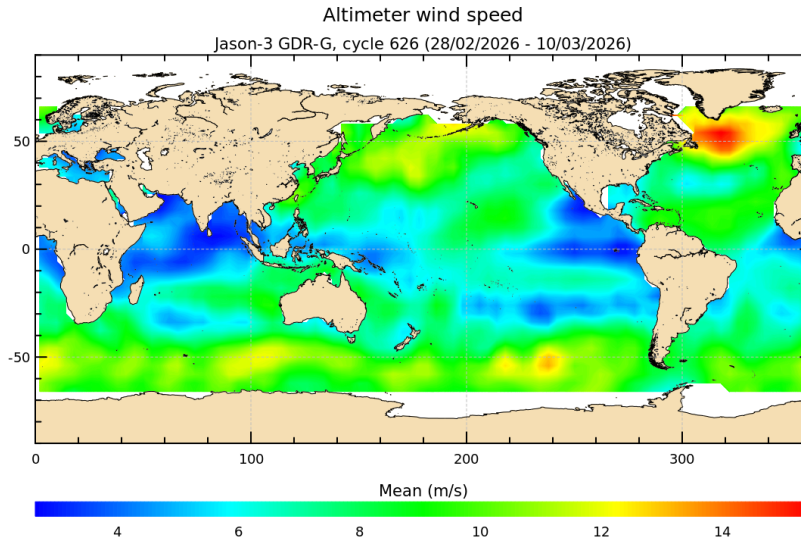 Altimeter wind speed
Jason-3 GDR-G, cycle 626 (28/02/2026 - 10/03/2026)
50
0
-50
0 100 200 300
Mean (m/s)
4 6 8 10 12 14